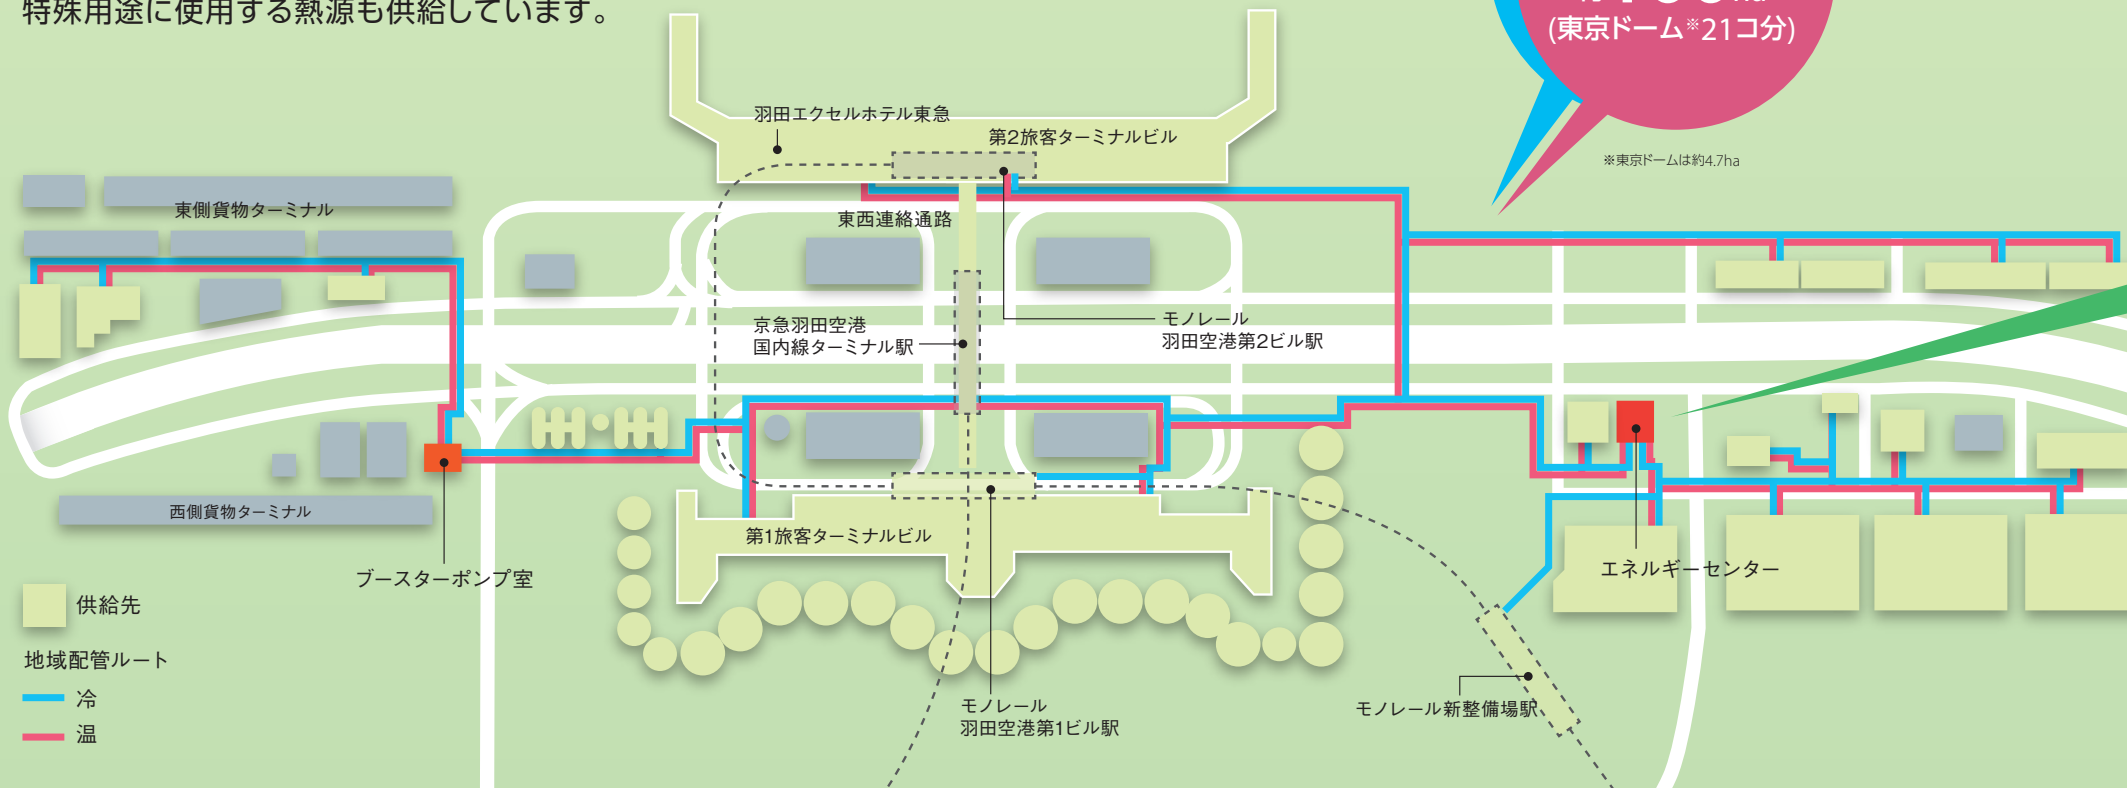 特殊用途に使用する熱源も供給しています。
(東京ドーム※21コ分)
※東京ドームは約4.7ha
羽田エクセルホテル東急
第2旅客ターミナルビル
東側貨物ターミナル
東西連絡通路
京急羽田空港
国内線ターミナル駅
モノレール
羽田空港第2ビル駅
西側貨物ターミナル
第1旅客ターミナルビル
ブースターポンプ室
エネルギーセンター
供給先
地域配管ルート
冷
温
モノレール
羽田空港第1ビル駅
モノレール新整備場駅